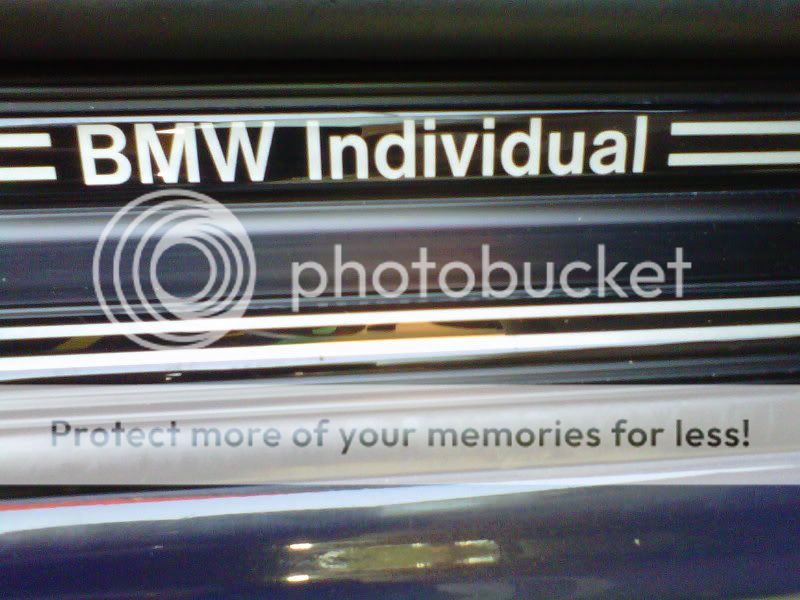 BMW Individual
photobucket
Protect more of your memories for less!